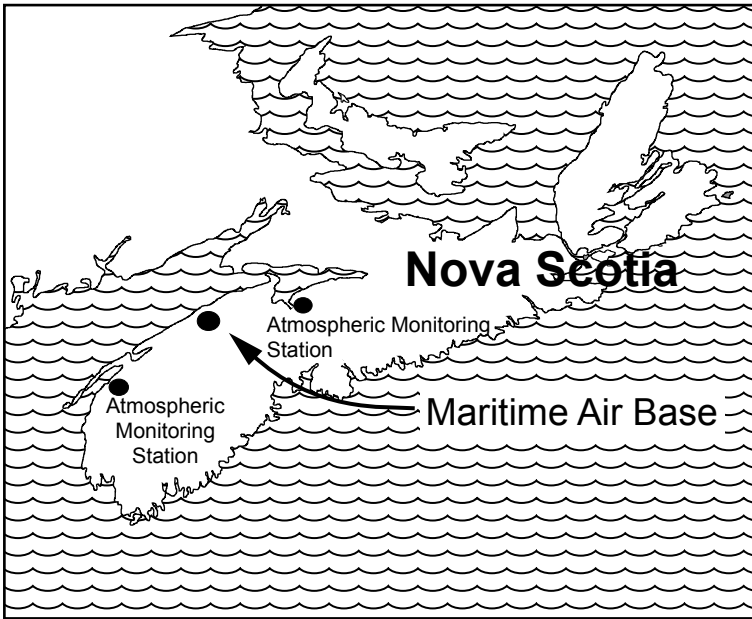 Nova Scotia
Atmospheric Monitoring
Station
Maritime Air Base
Atmospheric
Monitoring
Station